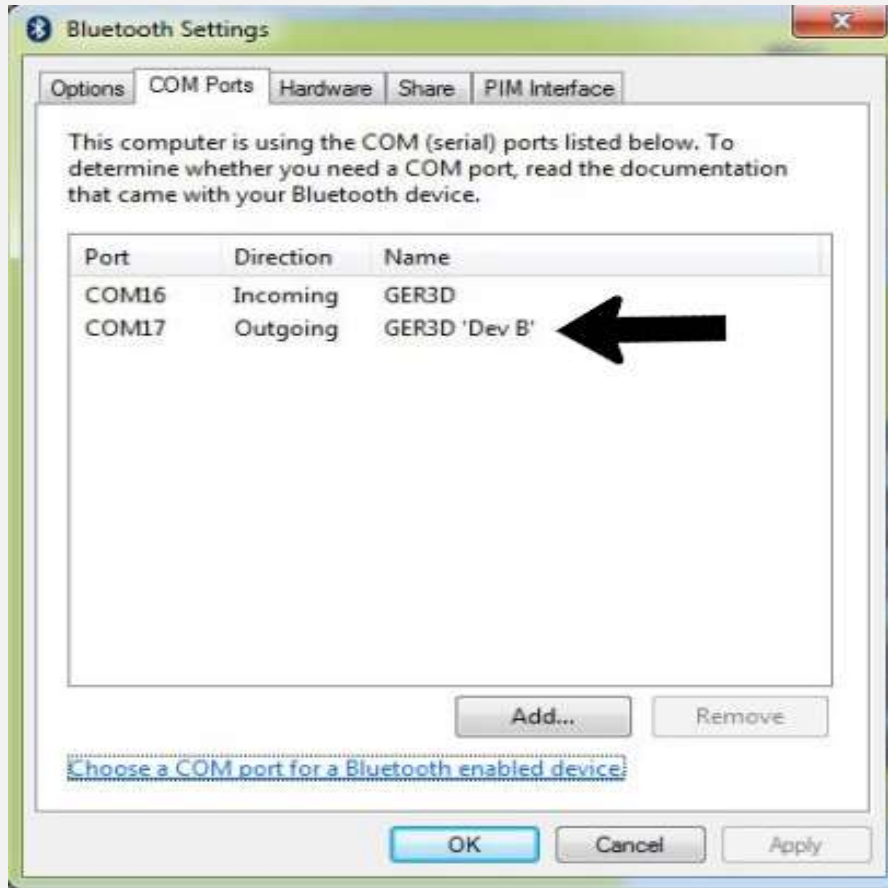 Bluetooth Settings
Options COM Ports Hardware Share PIM Interface
This computer is using the COM (serial) ports listed below. To
determine whether you need a COM port, read the documentation
that came with your Bluetooth device.
Port Direction Name
COM16 Incoming GER3D
COM17 Outgoing GER3D 'Dev B'
Add... Remove
Choose a COM port for a Bluetooth enabled device.
OK Cancel Apply